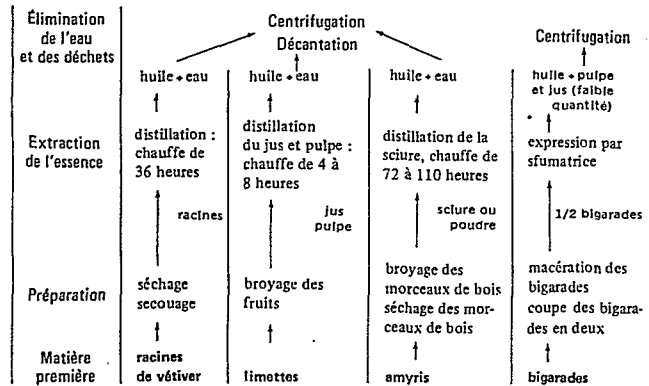 Élimination
de l'eau
et des déchets
Centrifugation
Décantation
Centrifugation
huile + eau
huile + eau
huile + eau
huile + pulpe
et jus (faible
quantité)
Extraction
de l'essence
distillation :
chauffe de
36 heures
distillation
du jus et pulpe :
chauffe de 4 à
8 heures
distillation de la
sciure, chauffe de
72 à 110 heures
expression par
sfumatrice
racines
jus
pulpe
sciure ou
poudre
1/2 bigarades
Préparation
séchage
secouage
broyage des
fruits
broyage des
morceaux de bois
séchage des mor-
ceaux de bois
macération des
bigarades
coupe des bigara-
des en deux
Matière
première
racines
de vétiver
limettes
amyris
bigarades